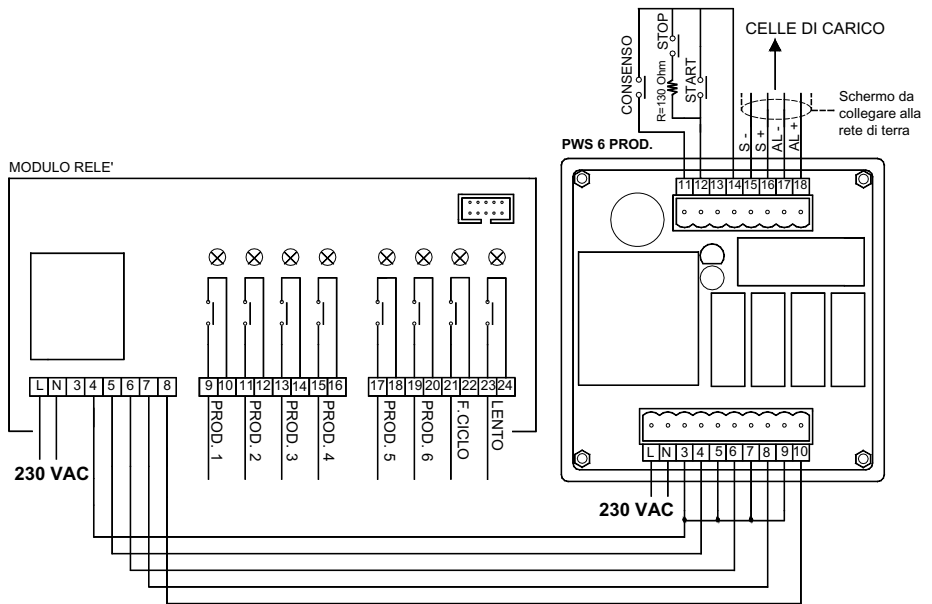 CONSENSO
R=130 Ohm
STOP
START
CELLE DI CARICO
S -
S +
AL -
AL +
Schermo da
collegare alla
rete di terra
PWS 6 PROD.
11 12 13 14 15 16 17 18
MODULO RELE'
L N 3 4 5 6 7 8
9 10 11 12 13 14 15 16
17 18 19 20 21 22 23 24
PROD. 1
PROD. 2
PROD. 3
PROD. 4
PROD. 5
PROD. 6
F.CICLO
LENTO
230 VAC
L N 3 4 5 6 7 8 9 10
230 VAC